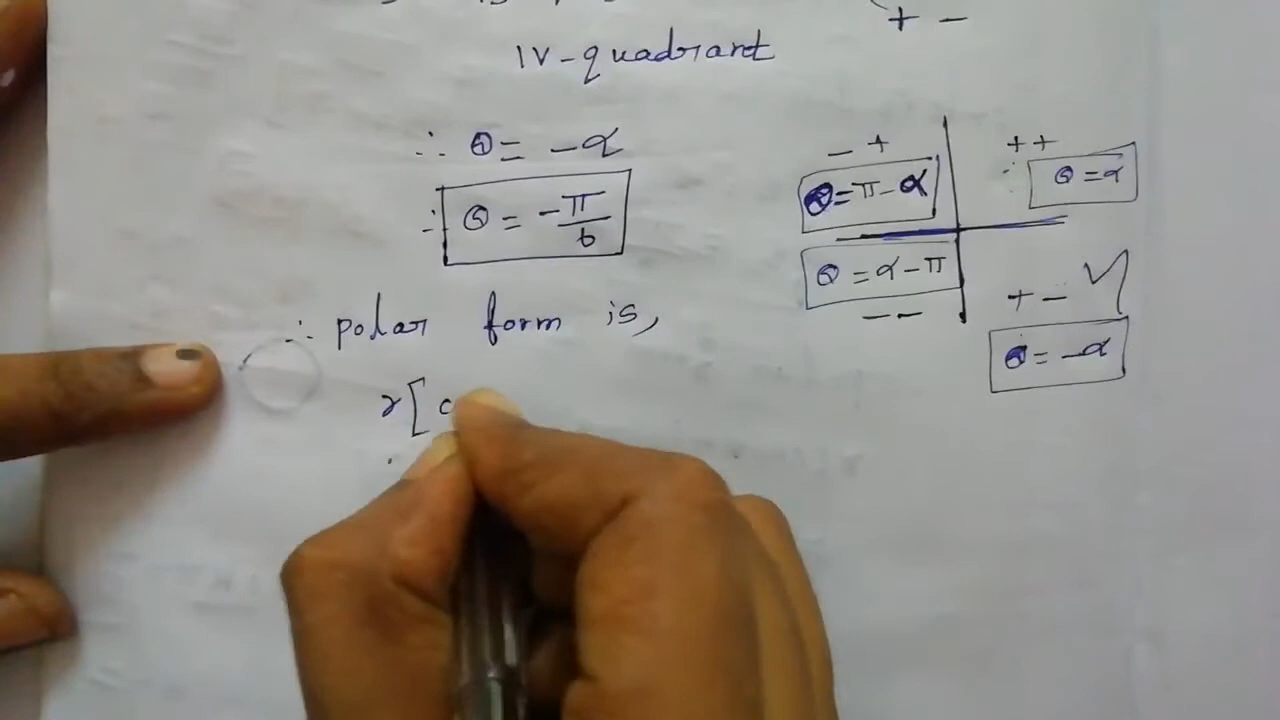 + -
IV-quadrant
∴ θ = -α
∴ θ = -π/6
- +
θ = π - α
+ +
θ = α
θ = α - π
- -
+ - ✓
θ = -α
∴ polar form is,
r[ c